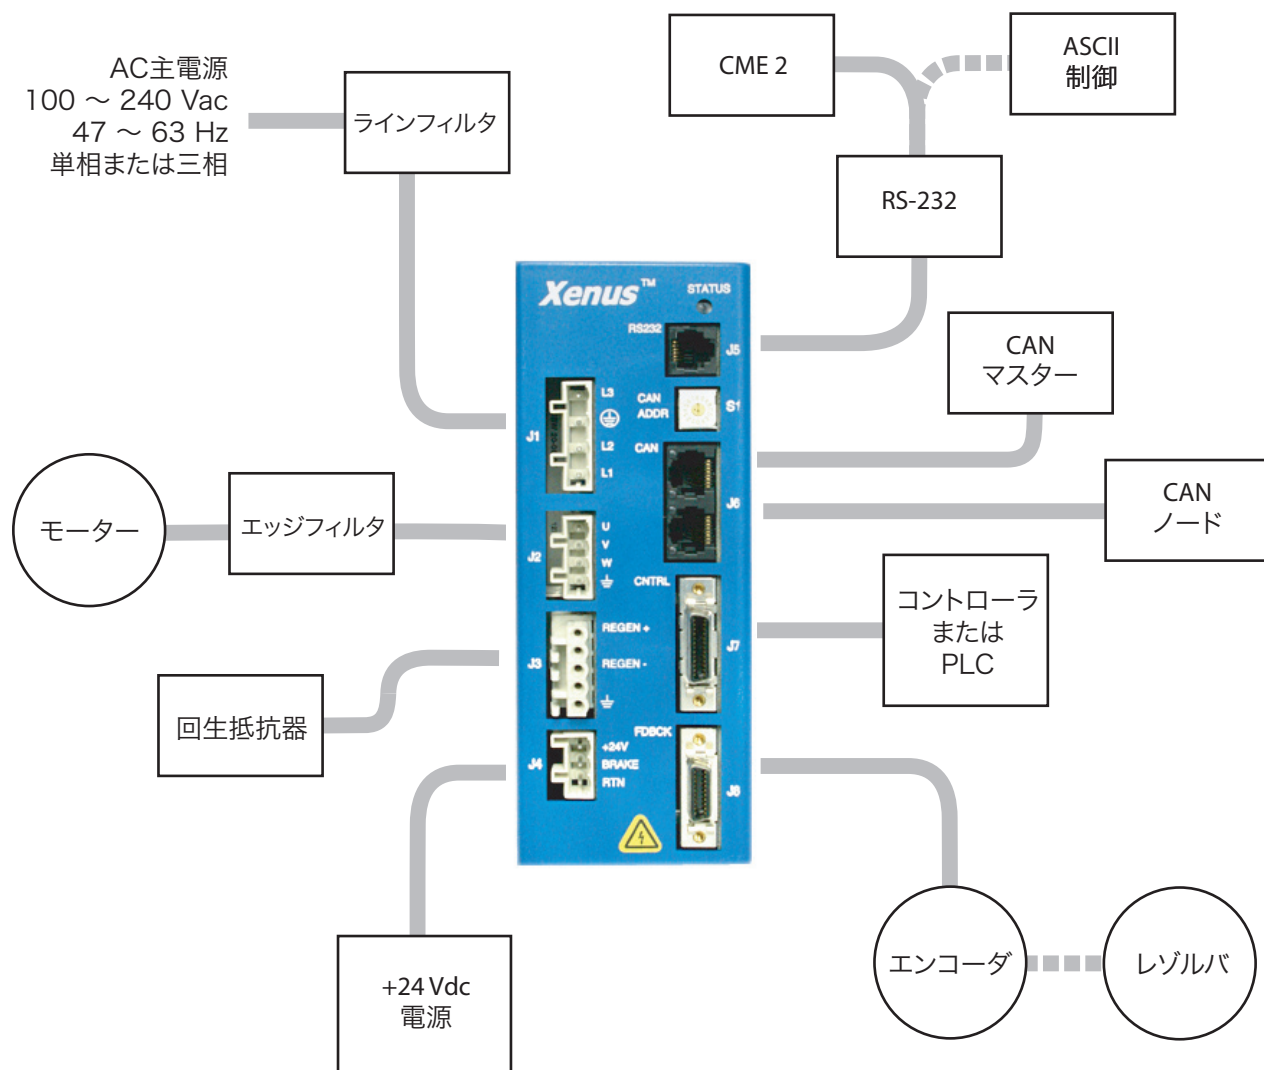 AC主電源
100 ～ 240 Vac
47 ～ 63 Hz
単相または三相
ラインフィルタ
CME 2
ASCII
制御
RS-232
CAN
マスター
CAN
ノード
コントローラ
または
PLC
モーター
エッジフィルタ
回生抵抗器
+24 Vdc
電源
エンコーダ
レゾルバ
Xenus™
STATUS
RS232
J5
L3
CAN
ADDR
S1
J1
L2
CAN
L1
J6
U
V
J2
W
CNTRL
REGEN +
J3
REGEN -
J7
FDBCK
+24V
J4
BRAKE
RTN
J8